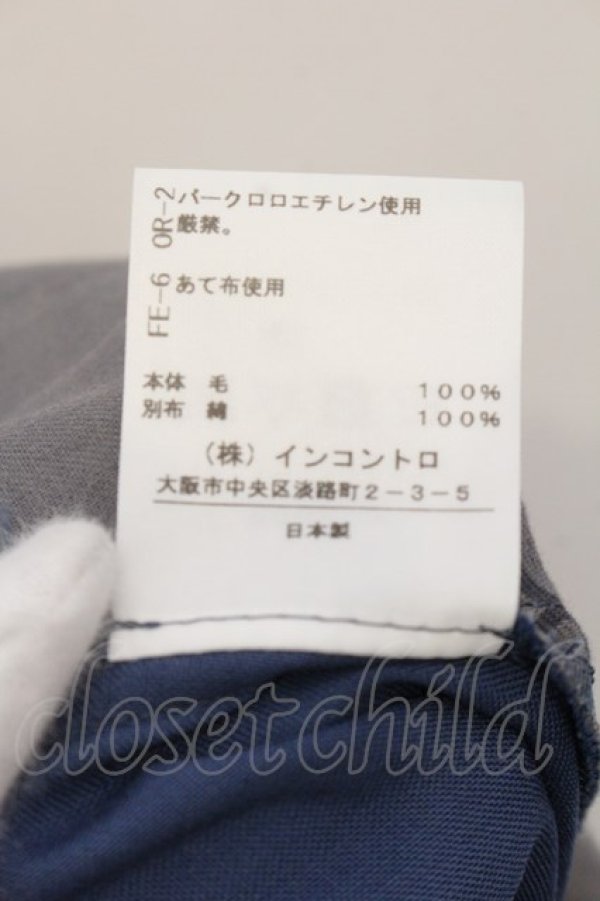 OR-2
パークロロエチレン使用
厳禁。
FE-6
あて布使用
本体 毛 100%
別布 綿 100%
(株)インコントロ
大阪市中央区淡路町2-3-5
日本製
closetchild